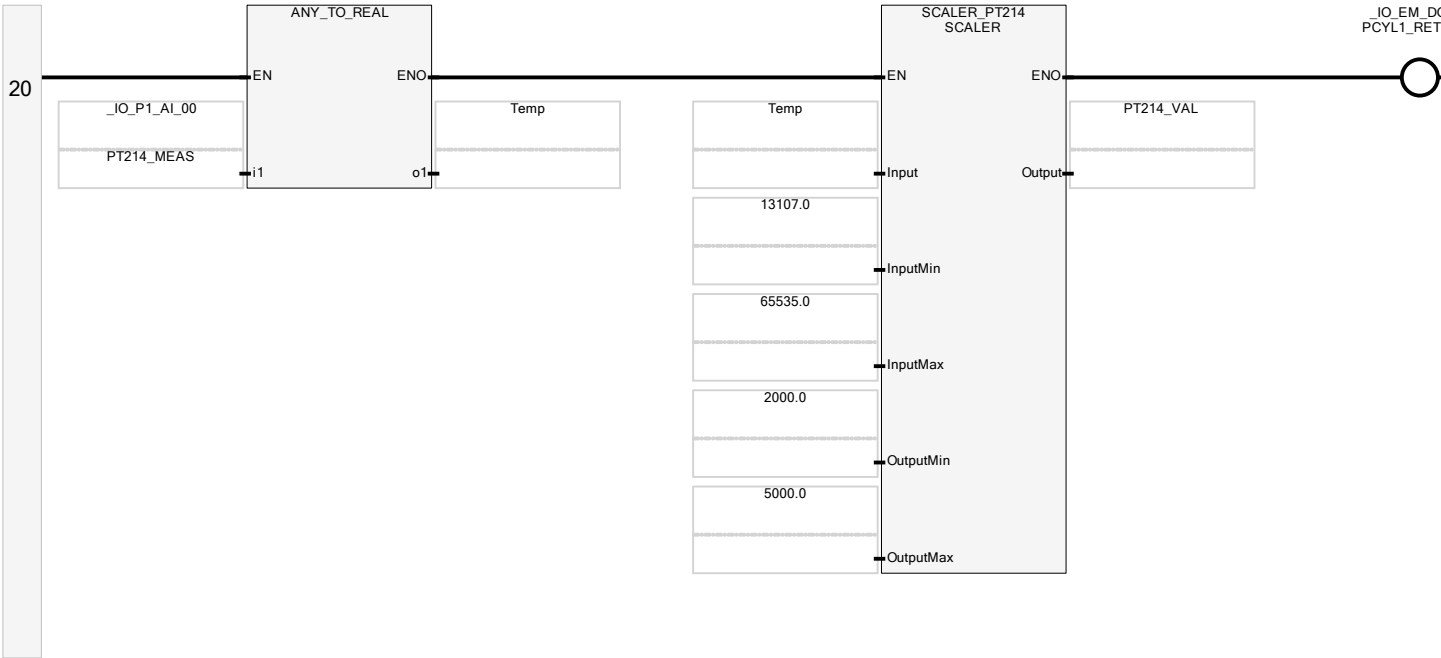 ANY_TO_REAL
SCALER_PT214
SCALER
PCYL1_RET
20
EN
ENO
EN
ENO
_IO_P1_AI_00
Temp
Temp
PT214_VAL
PT214_MEAS
i1
o1
Input
Output
13107.0
InputMin
65535.0
InputMax
2000.0
OutputMin
5000.0
OutputMax